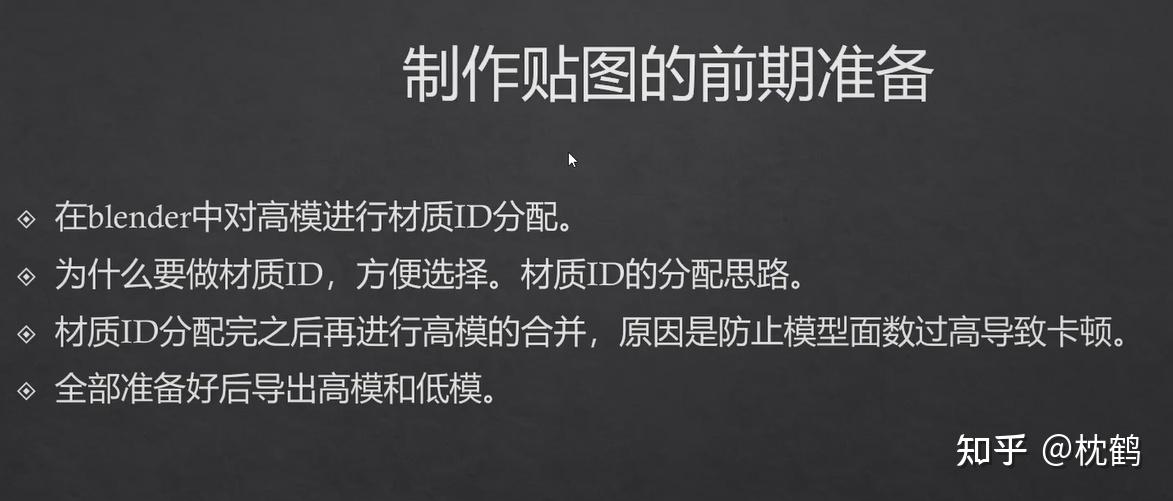 制作贴图的前期准备
在blender中对高模进行材质ID分配。
为什么要做材质ID，方便选择。材质ID的分配思路。
材质ID分配完之后再进行高模的合并，原因是防止模型面数过高导致卡顿。
全部准备好后导出高模和低模。
知乎 @枕鹤